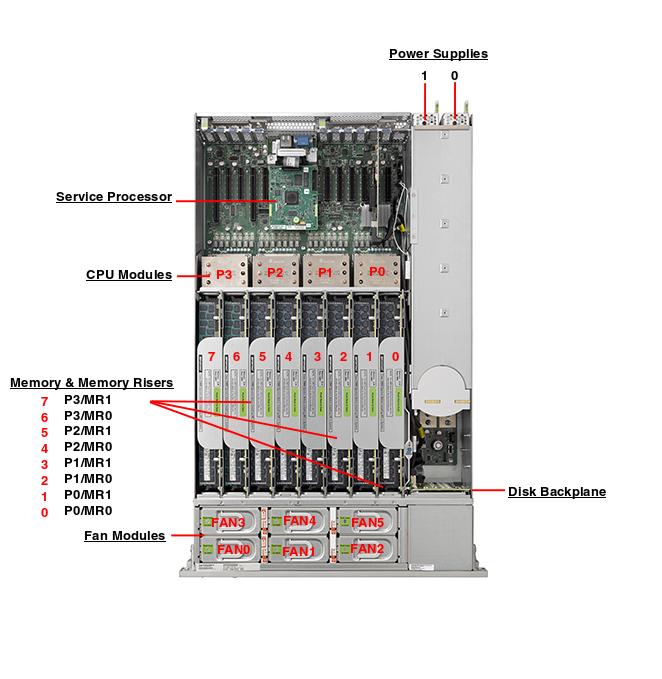 Power Supplies
1 0
Service Processor
CPU Modules
P3 P2 P1 P0
7 6 5 4 3 2 1 0
Memory & Memory Risers
7 P3/MR1
6 P3/MR0
5 P2/MR1
4 P2/MR0
3 P1/MR1
2 P1/MR0
1 P0/MR1
0 P0/MR0
Disk Backplane
FAN3 FAN4 FAN5
Fan Modules
FAN0 FAN1 FAN2